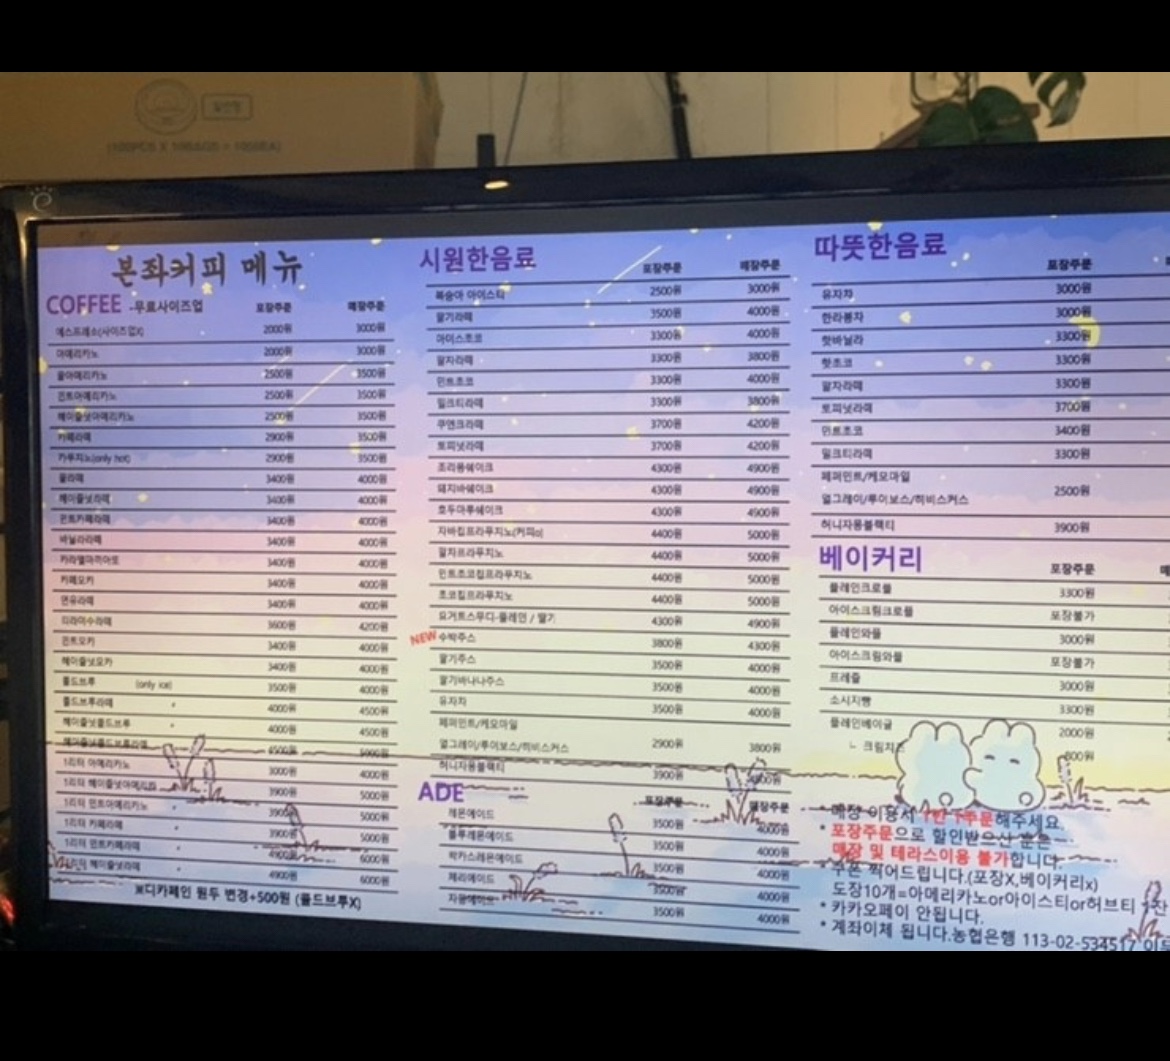 (100PCS X 10BAGS = 1000EA)
본좌커피 메뉴
COFFEE -무료사이즈업 포장주문 매장주문
에스프레소(사이즈업X) 2000원 3000원
아메리카노 2000원 3000원
꿀아메리카노 2500원 3500원
민트아메리카노 2500원 3500원
헤이즐넛아메리카노 2500원 3500원
카페라떼 2900원 3500원
카푸치노(only hot) 2900원 3500원
꿀라떼 3400원 4000원
헤이즐넛라떼 3400원 4000원
민트카페라떼 3400원 4000원
바닐라라떼 3400원 4000원
카라멜마끼아또 3400원 4000원
카페모카 3400원 4000원
연유라떼 3400원 4000원
티라미수라떼 3600원 4200원
민트모카 3400원 4000원
헤이즐넛모카 3400원 4000원
콜드브루 (only ice) 3500원 4000원
콜드브루라떼 " 4000원 4500원
헤이즐넛콜드브루 " 4000원 4500원
헤이즐넛콜드브루라떼 4500원 5000원
1리터 아메리카노 " 3000원 4000원
1리터 헤이즐넛아메리카 3900원 5000원
1리터 민트아메리카노 " 3900원 5000원
1리터 카페라떼 " 3900원 5000원
1리터 민트카페라떼 " 4900원 6000원
1리터 헤이즐넛라떼 " 4900원 6000원
※디카페인 원두 변경+500원 (콜드브루X)
시원한음료 포장주문 매장주문
복숭아 아이스티 2500원 3000원
딸기라떼 3500원 4000원
아이스초코 3300원 4000원
말차라떼 3300원 3800원
민트초코 3300원 4000원
밀크티라떼 3300원 3800원
쿠앤크라떼 3700원 4200원
토피넛라떼 3700원 4200원
조리퐁쉐이크 4300원 4900원
돼지바쉐이크 4300원 4900원
호두마루쉐이크 4300원 4900원
자바칩프라푸치노(커피o) 4400원 5000원
말차프라푸치노 4400원 5000원
민트초코칩프라푸치노 4400원 5000원
초코칩프라푸치노 4400원 5000원
요거트스무디-플레인 / 딸기 4300원 4900원
NEW 수박주스 3800원 4300원
딸기주스 3500원 4000원
딸기바나나주스 3500원 4000원
유자차 3500원 4000원
페퍼민트/케모마일
얼그레이/루이보스/히비스커스 2900원 3800원
허니자몽블랙티 3900원
ADE 포장주문 매장주문
레몬에이드 3500원 4000원
블루레몬에이드 3500원 4000원
박카스레몬에이드 3500원 4000원
체리에이드 3500원 4000원
자몽에이드 3500원 4000원
따뜻한음료 포장주문
유자차 3000원
한라봉차 3000원
핫바닐라 3300원
핫초코 3300원
말차라떼 3300원
토피넛라떼 3700원
민트초코 3400원
밀크티라떼 3300원
페퍼민트/케모마일
얼그레이/루이보스/히비스커스 2500원
허니자몽블랙티 3900원
베이커리 포장주문 매
플레인크로플 3300원
아이스크림크로플 포장불가
플레인와플 3000원
아이스크림와플 포장불가
프레즐 3000원
소시지빵 3300원
플레인베이글 2000원
ㄴ 크림치즈 800원
* 매장 이용시 1인 1주문해주세요.
* 포장주문으로 할인받으신 분은
매장 및 테라스이용 불가합니다.
* 쿠폰 찍어드립니다.(포장X,베이커리x)
도장10개=아메리카노or아이스티or허브티 1잔
* 카카오페이 안됩니다.
* 계좌이체 됩니다.농협은행 113-02-534517